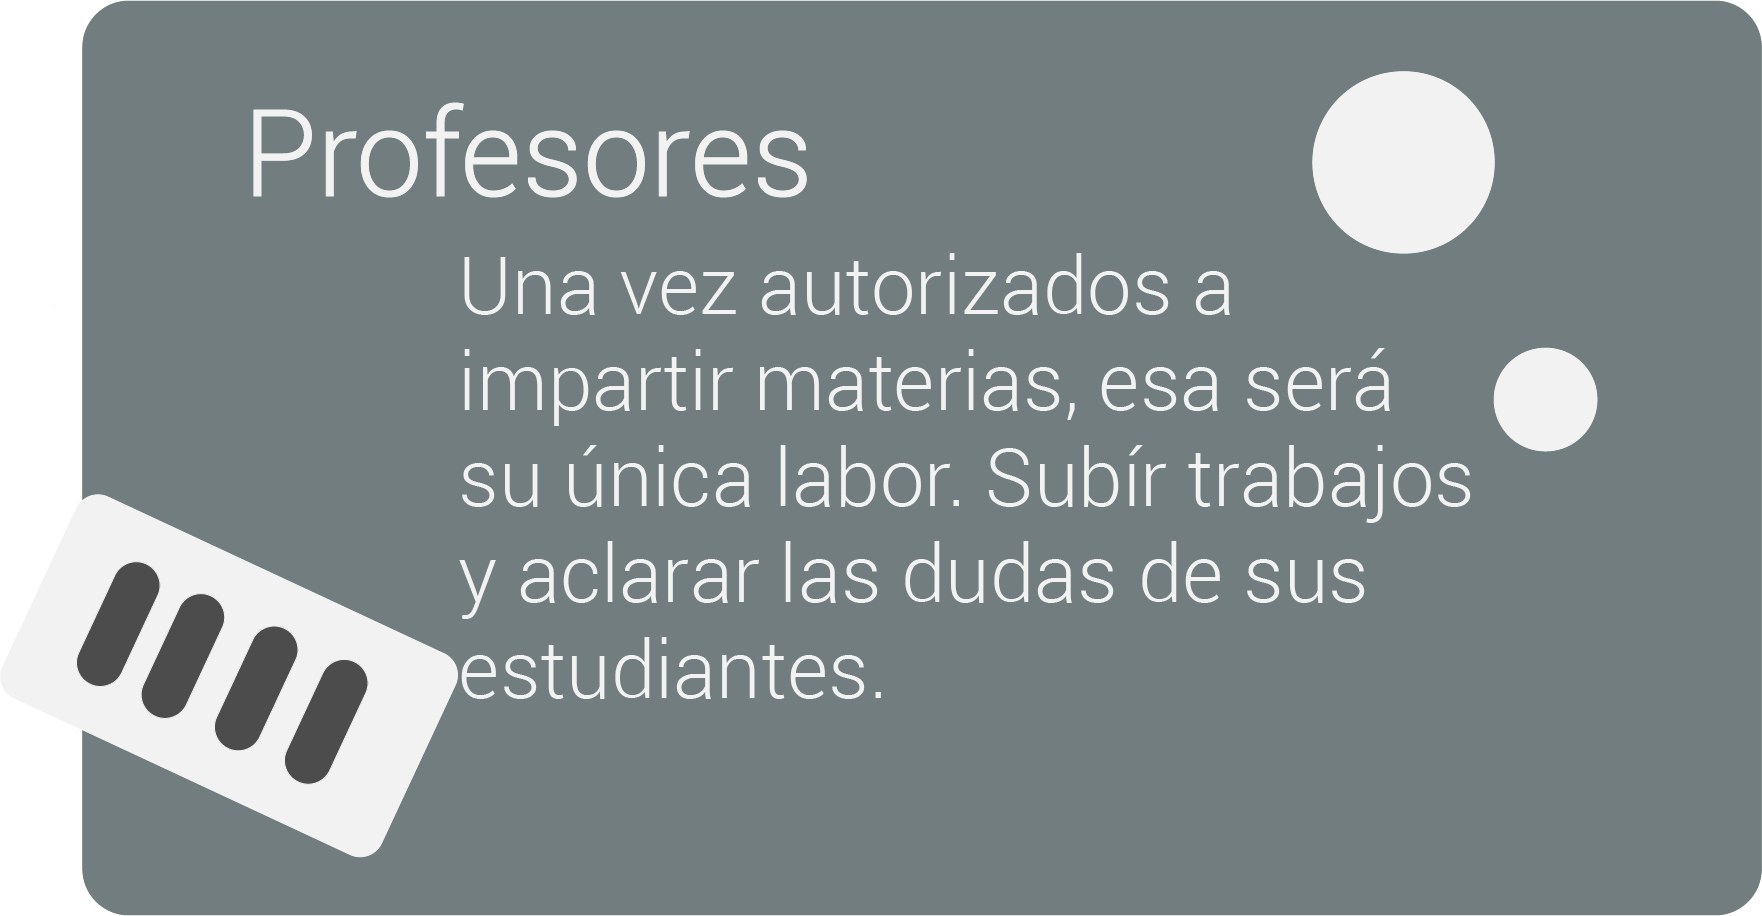 Profesores
Una vez autorizados a
impartir materias, esa será
su única labor. Subír trabajos
y aclarar las dudas de sus
estudiantes.